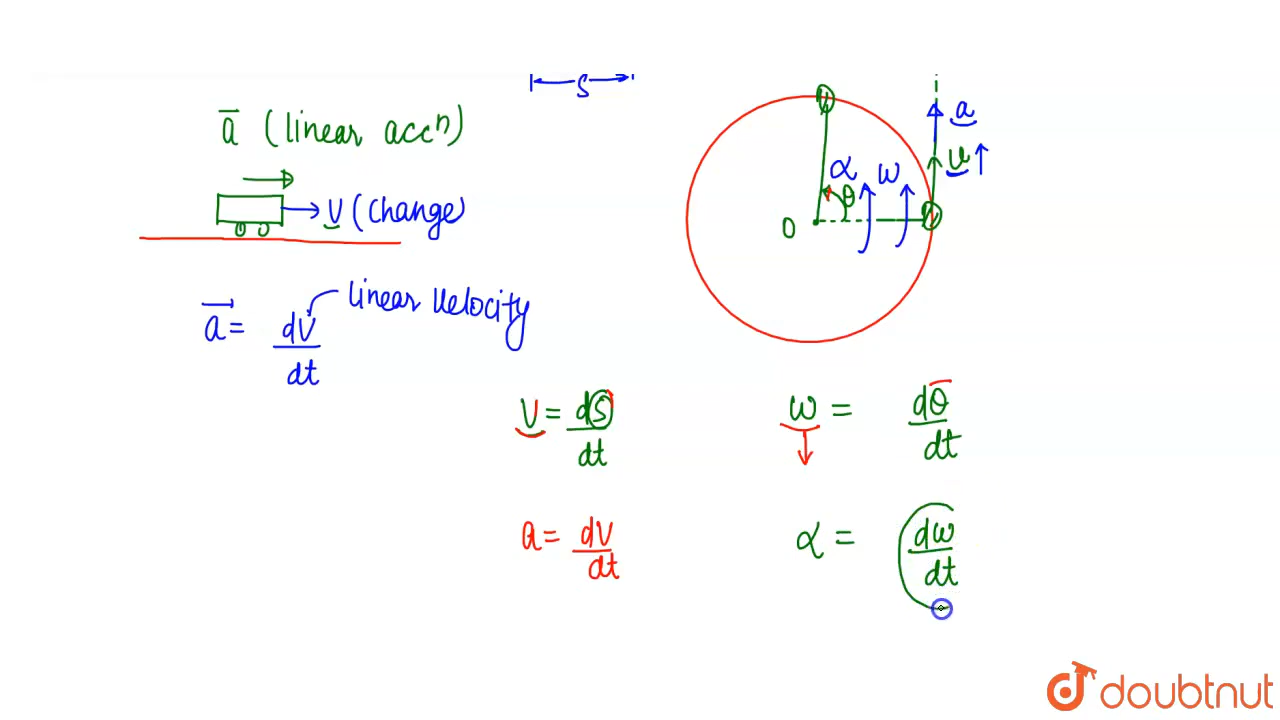 S
a̅ (linear accⁿ)
V (Change)
a⃗ = dV/dt
linear velocity
a
v
α
ω
θ
O
V = dS/dt
ω = dθ/dt
a = dV/dt
α = dω/dt
doubtnut